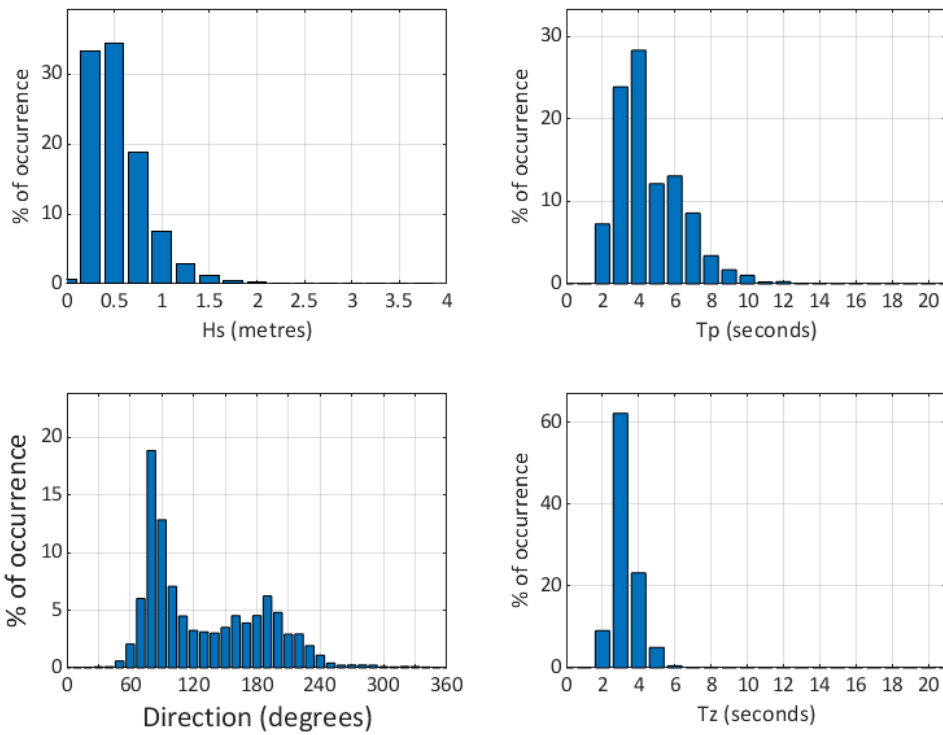 % of occurrence
30
20
10
0
0 0.5 1 1.5 2 2.5 3 3.5 4
Hs (metres)
% of occurrence
30
20
10
0
0 2 4 6 8 10 12 14 16 18 20
Tp (seconds)
% of occurrence
20
15
10
5
0
0 60 120 180 240 300 360
Direction (degrees)
% of occurrence
60
40
20
0
0 2 4 6 8 10 12 14 16 18 20
Tz (seconds)